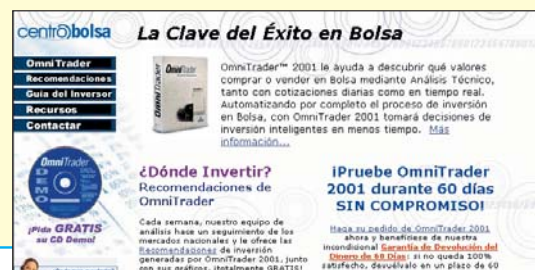 centrobolsa
La Clave del Éxito en Bolsa
OmniTrader
Recomendaciones
Guia del Inversor
Recursos
Contactar
OmniTrader
OmniTrader™ 2001 le ayuda a descubrir qué valores
comprar o vender en Bolsa mediante Análisis Técnico,
tanto con cotizaciones diarias como en tiempo real.
Automatizando por completo el proceso de inversión
en Bolsa, con OmniTrader 2001 tomará decisiones de
inversión inteligentes en menos tiempo. Más
información...
OmniTrader
DEMO
¡Pida GRATIS
su CD Demo!
¿Dónde Invertir?
Recomendaciones de
OmniTrader
Cada semana, nuestro equipo de
análisis hace un seguimiento de los
mercados nacionales y le ofrece las
Recomendaciones de inversión
generadas por OmniTrader 2001, junto
con sus gráficos, ¡totalmente GRATIS!
¡Pruebe OmniTrader
2001 durante 60 días
SIN COMPROMISO!
Haga su pedido de OmniTrader 2001
ahora y benefíciese de nuestra
incondicional Garantía de Devolución del
Dinero de 60 Días: si no queda 100%
satisfecho, devuélvalo en un plazo de 60